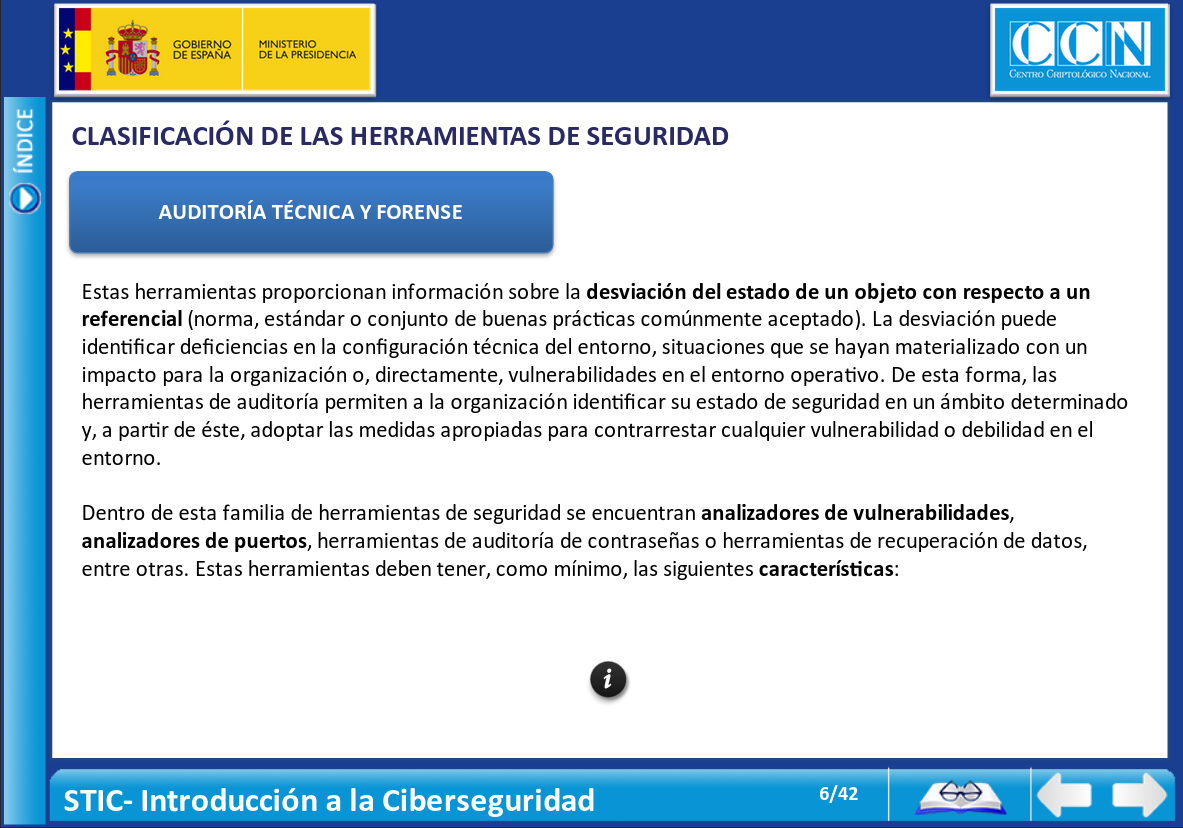 GOBIERNO
DE ESPAÑA
MINISTERIO
DE LA PRESIDENCIA
CCN
CENTRO CRIPTOLÓGICO NACIONAL
ÍNDICE
CLASIFICACIÓN DE LAS HERRAMIENTAS DE SEGURIDAD
AUDITORÍA TÉCNICA Y FORENSE
Estas herramientas proporcionan información sobre la desviación del estado de un objeto con respecto a un
referencial (norma, estándar o conjunto de buenas prácticas comúnmente aceptado). La desviación puede
identificar deficiencias en la configuración técnica del entorno, situaciones que se hayan materializado con un
impacto para la organización o, directamente, vulnerabilidades en el entorno operativo. De esta forma, las
herramientas de auditoría permiten a la organización identificar su estado de seguridad en un ámbito determinado
y, a partir de éste, adoptar las medidas apropiadas para contrarrestar cualquier vulnerabilidad o debilidad en el
entorno.
Dentro de esta familia de herramientas de seguridad se encuentran analizadores de vulnerabilidades,
analizadores de puertos, herramientas de auditoría de contraseñas o herramientas de recuperación de datos,
entre otras. Estas herramientas deben tener, como mínimo, las siguientes características:
i
STIC- Introducción a la Ciberseguridad
6/42